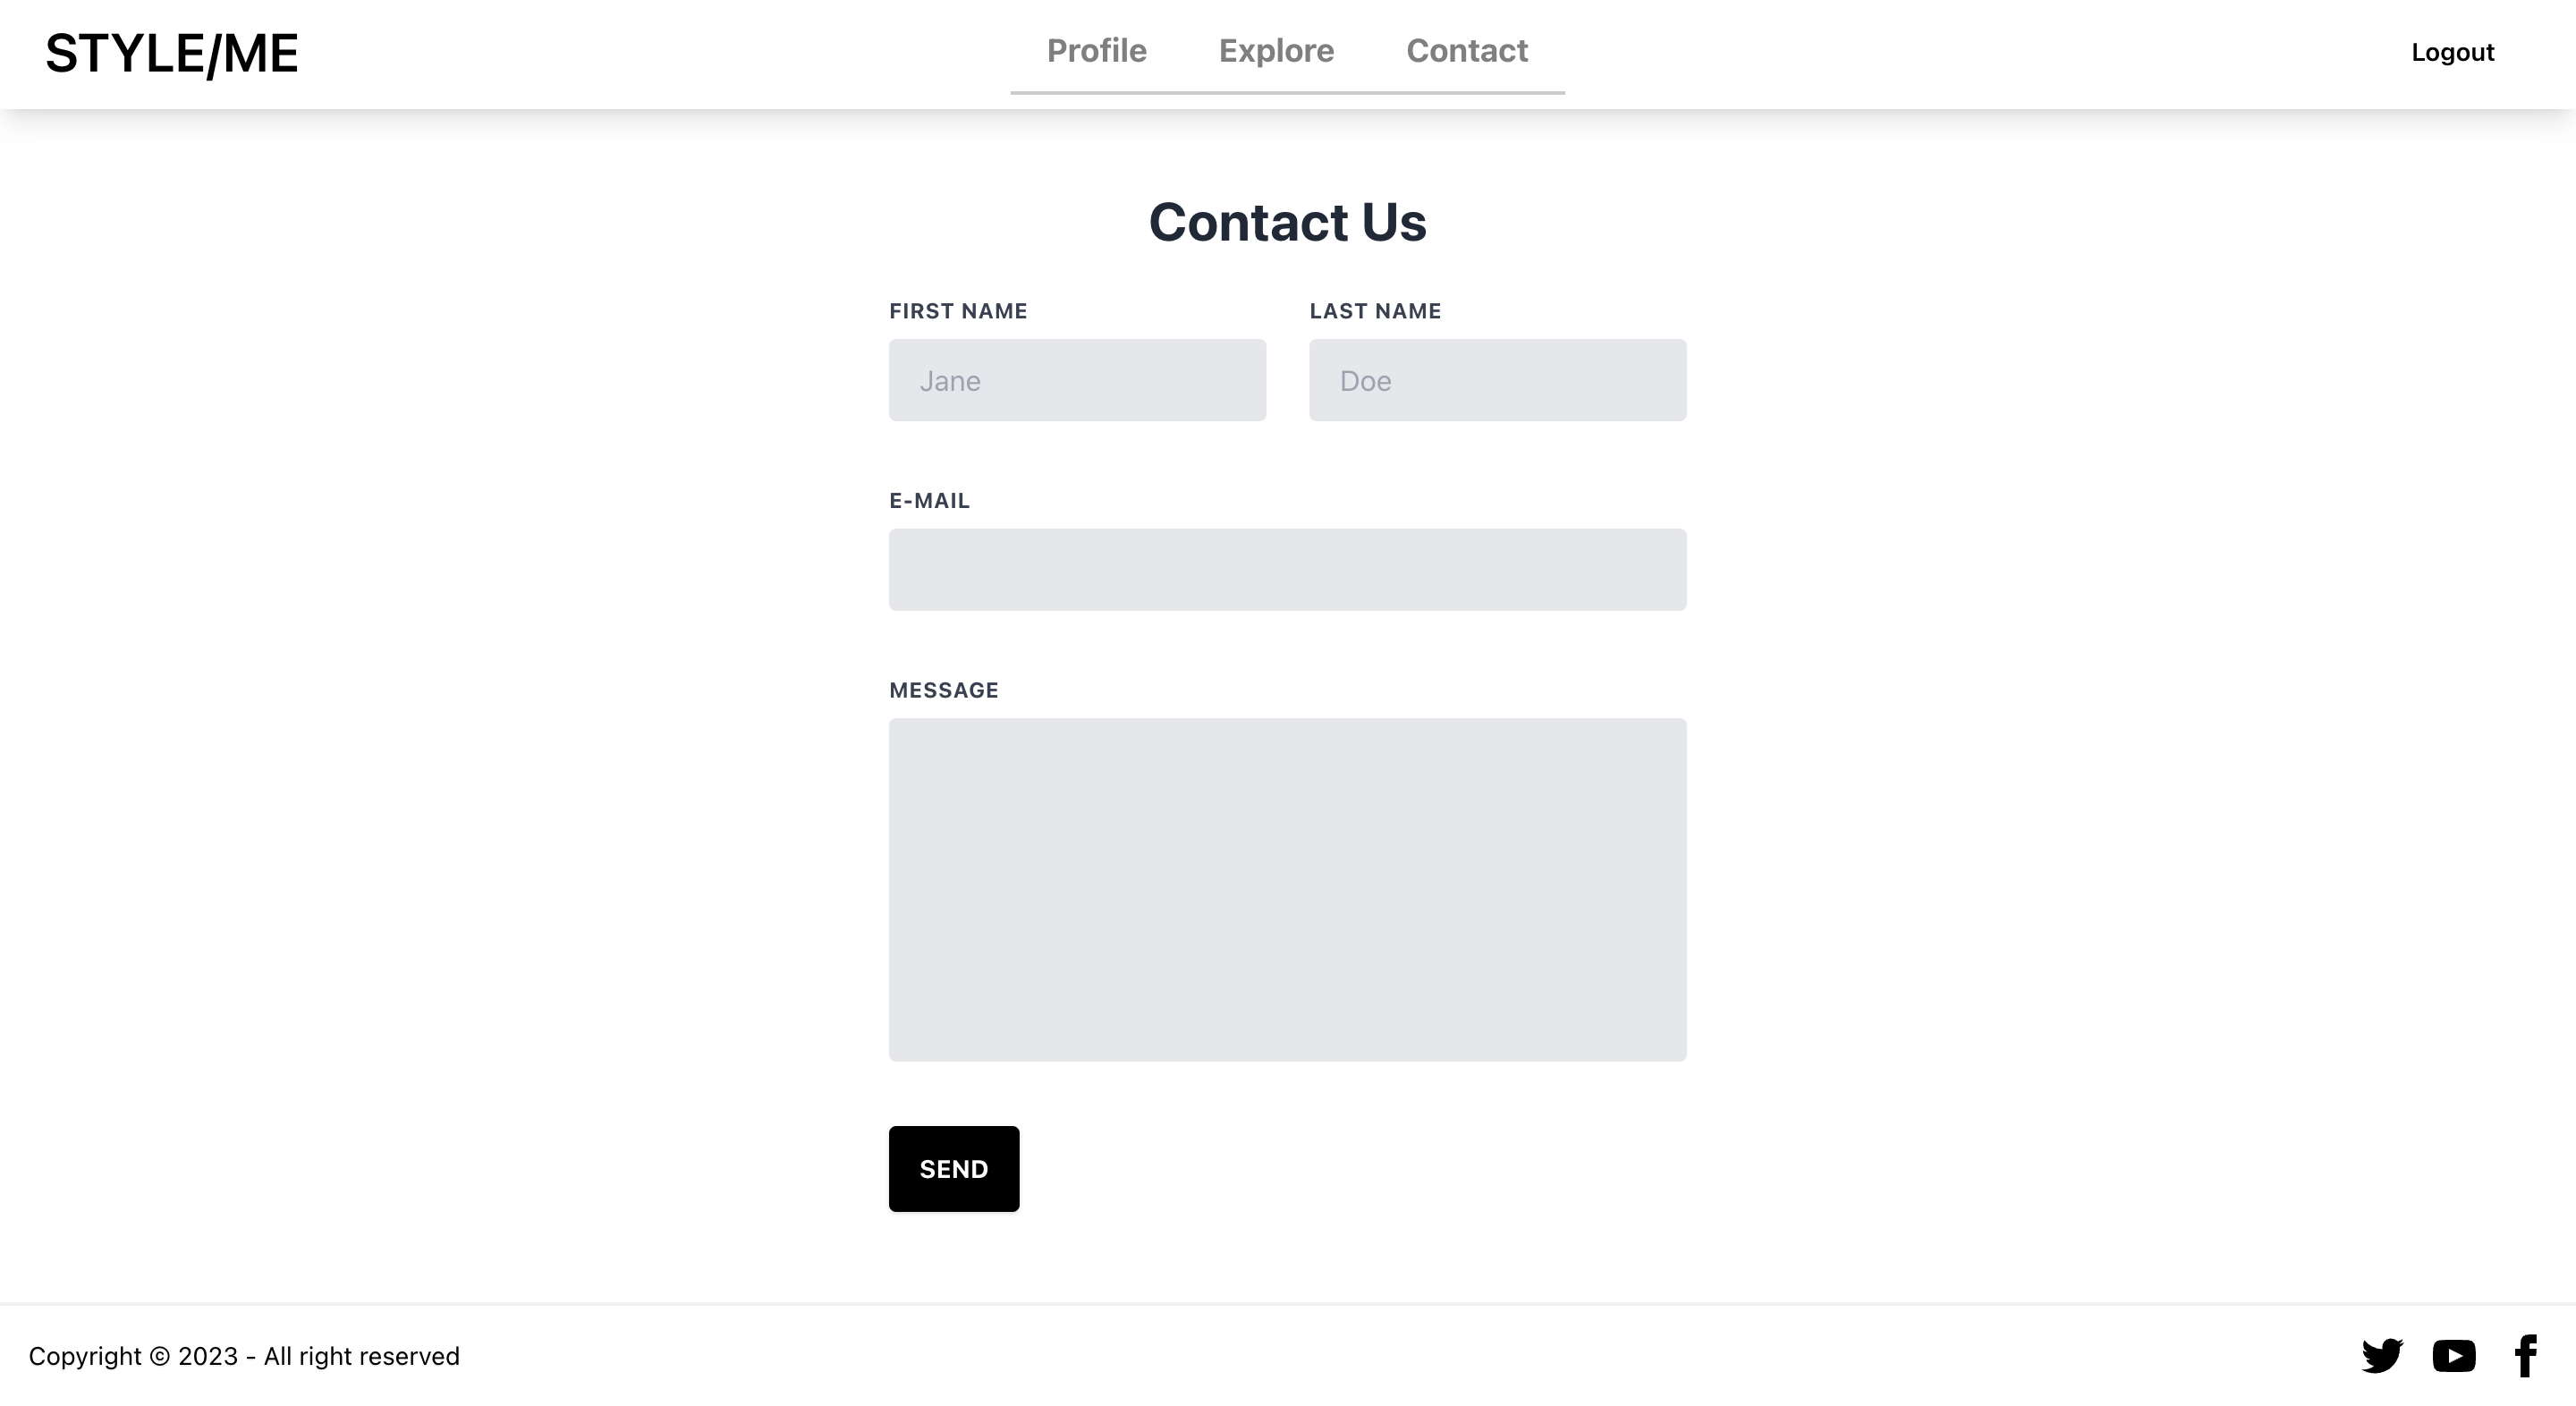 STYLE/ME
Profile Explore Contact
Logout
Contact Us
FIRST NAME LAST NAME
Jane Doe
E-MAIL
MESSAGE
SEND
Copyright © 2023 - All right reserved